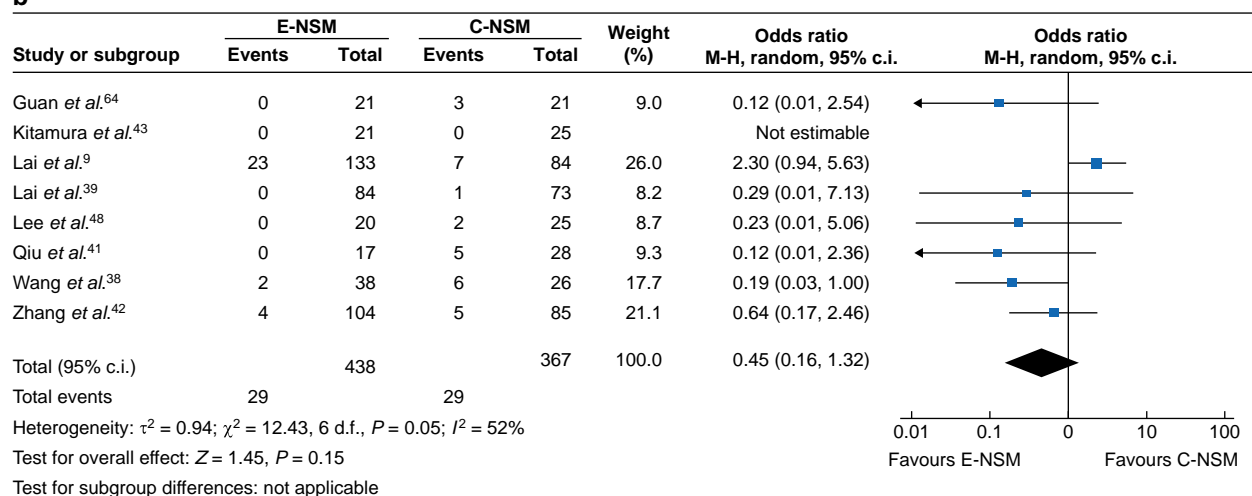 b
E-NSM C-NSM Weight Odds ratio Odds ratio
Study or subgroup Events Total Events Total (%) M-H, random, 95% c.i. M-H, random, 95% c.i.
Guan et al.64 0 21 3 21 9.0 0.12 (0.01, 2.54)
Kitamura et al.43 0 21 0 25 Not estimable
Lai et al.9 23 133 7 84 26.0 2.30 (0.94, 5.63)
Lai et al.39 0 84 1 73 8.2 0.29 (0.01, 7.13)
Lee et al.48 0 20 2 25 8.7 0.23 (0.01, 5.06)
Qiu et al.41 0 17 5 28 9.3 0.12 (0.01, 2.36)
Wang et al.38 2 38 6 26 17.7 0.19 (0.03, 1.00)
Zhang et al.42 4 104 5 85 21.1 0.64 (0.17, 2.46)
Total (95% c.i.) 438 367 100.0 0.45 (0.16, 1.32)
Total events 29 29
Heterogeneity: τ2 = 0.94; χ2 = 12.43, 6 d.f., P = 0.05; I2 = 52%
Test for overall effect: Z = 1.45, P = 0.15
Test for subgroup differences: not applicable
0.01 0.1 0 10 100
Favours E-NSM Favours C-NSM